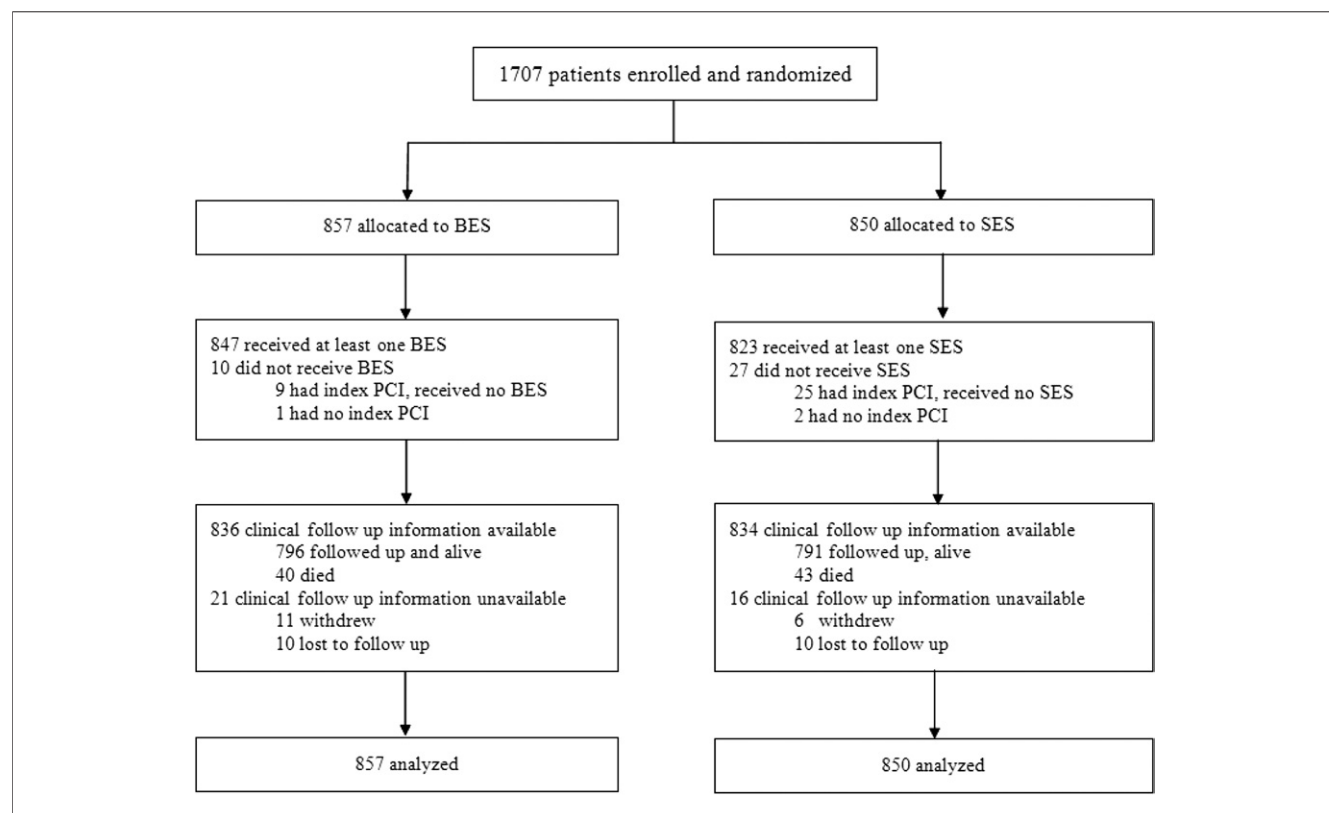 1707 patients enrolled and randomized
857 allocated to BES
850 allocated to SES
847 received at least one BES
10 did not receive BES
9 had index PCI, received no BES
1 had no index PCI
823 received at least one SES
27 did not receive SES
25 had index PCI, received no SES
2 had no index PCI
836 clinical follow up information available
796 followed up and alive
40 died
21 clinical follow up information unavailable
11 withdrew
10 lost to follow up
834 clinical follow up information available
791 followed up, alive
43 died
16 clinical follow up information unavailable
6 withdrew
10 lost to follow up
857 analyzed
850 analyzed